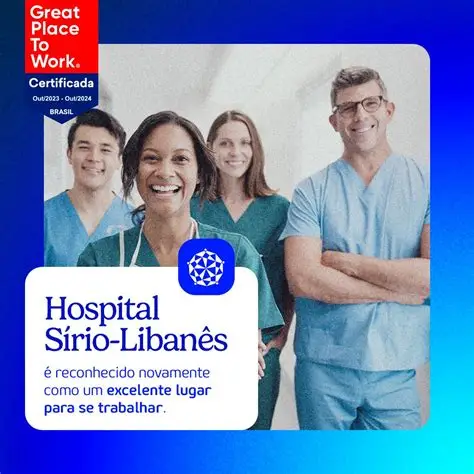 Great
Place
To
Work®
Certificada
Out/2023 - Out/2024
BRASIL
Hospital
Sírio-Libanês
é reconhecido novamente
como um excelente lugar
para se trabalhar.